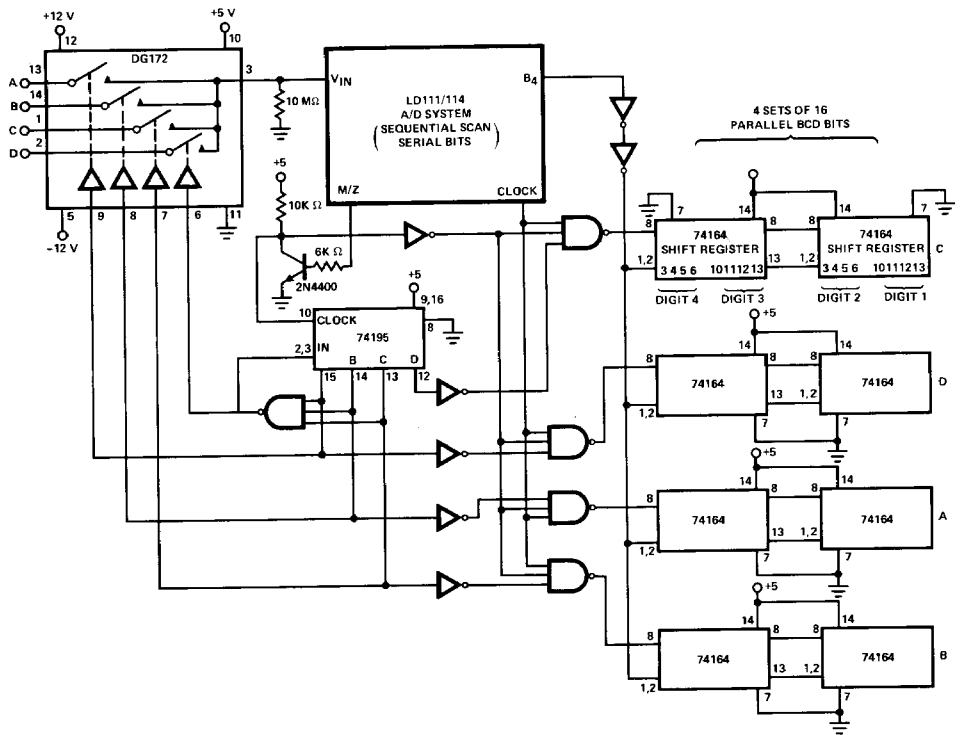 +12 V
+5 V
12
10
DG172
13
A
3
14
B
1
C
2
D
5
9
8
7
6
11
-12 V
10 MΩ
VIN
LD111/114
A/D SYSTEM
(SEQUENTIAL SCAN
SERIAL BITS)
B4
M/Z
CLOCK
+5
10K Ω
6K Ω
2N4400
+5
9,16
10
CLOCK
8
74195
2,3
IN
B
C
D
15
14
13
12
4 SETS OF 16
PARALLEL BCD BITS
7
14
14
7
8
74164
8
74164
SHIFT REGISTER
SHIFT REGISTER
C
1,2
3 4 5 6
10 11 12 13
13
1,2
3 4 5 6
10 11 12 13
DIGIT 4
DIGIT 3
DIGIT 2
DIGIT 1
+5
14
14
8
8
74164
74164
D
1,2
13
1,2
7
7
+5
14
14
8
8
74164
74164
A
1,2
13
1,2
7
7
+5
14
14
8
8
74164
74164
B
1,2
13
1,2
7
7